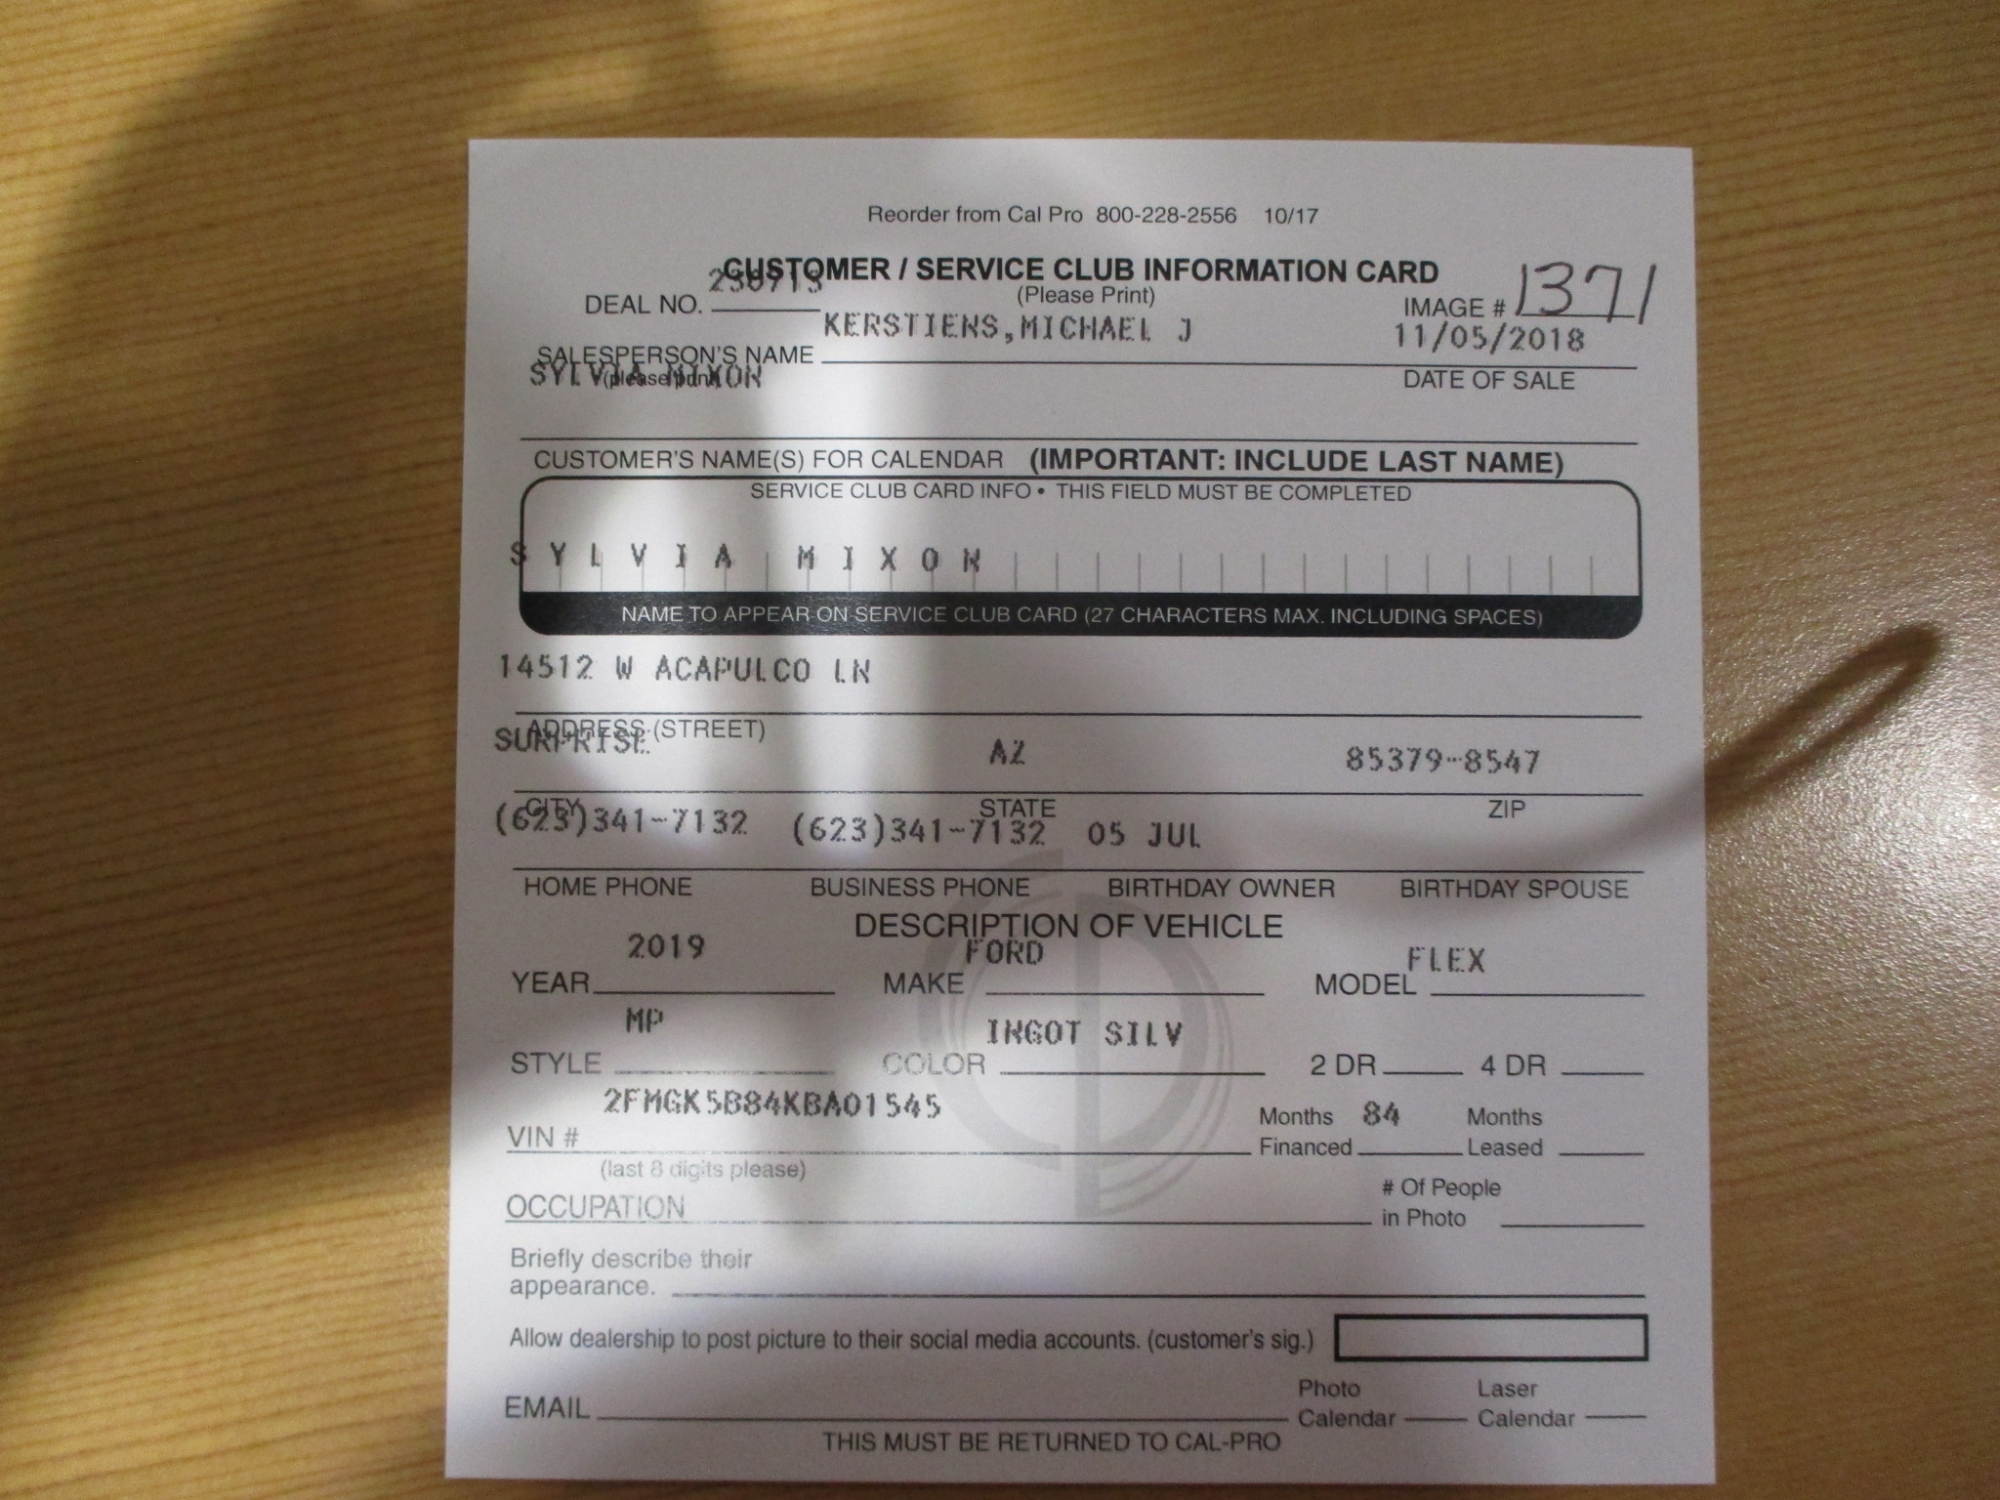 Reorder from Cal Pro 800-228-2556 10/17
CUSTOMER / SERVICE CLUB INFORMATION CARD
(Please Print)
DEAL NO.
IMAGE # 1371
KERSTIENS,MICHAEL J
11/05/2018
SALESPERSON'S NAME
(please print)
DATE OF SALE
SYLVIA MIXON
CUSTOMER'S NAME(S) FOR CALENDAR (IMPORTANT: INCLUDE LAST NAME)
SERVICE CLUB CARD INFO • THIS FIELD MUST BE COMPLETED
SYLVIA MIXON
NAME TO APPEAR ON SERVICE CLUB CARD (27 CHARACTERS MAX. INCLUDING SPACES)
14512 W ACAPULCO LN
ADDRESS (STREET)
SURPRISE AZ 85379-8547
CITY STATE ZIP
(623)341-7132 (623)341-7132 05 JUL
HOME PHONE BUSINESS PHONE BIRTHDAY OWNER BIRTHDAY SPOUSE
DESCRIPTION OF VEHICLE
2019 FORD FLEX
YEAR MAKE MODEL
MP INGOT SILV
STYLE COLOR 2 DR 4 DR
2FMGK5B84KBA01545
VIN #
Months Financed 84 Months Leased
(last 8 digits please)
OCCUPATION
# Of People in Photo
Briefly describe their
appearance.
Allow dealership to post picture to their social media accounts. (customer's sig.)
EMAIL
Photo Calendar Laser Calendar
THIS MUST BE RETURNED TO CAL-PRO